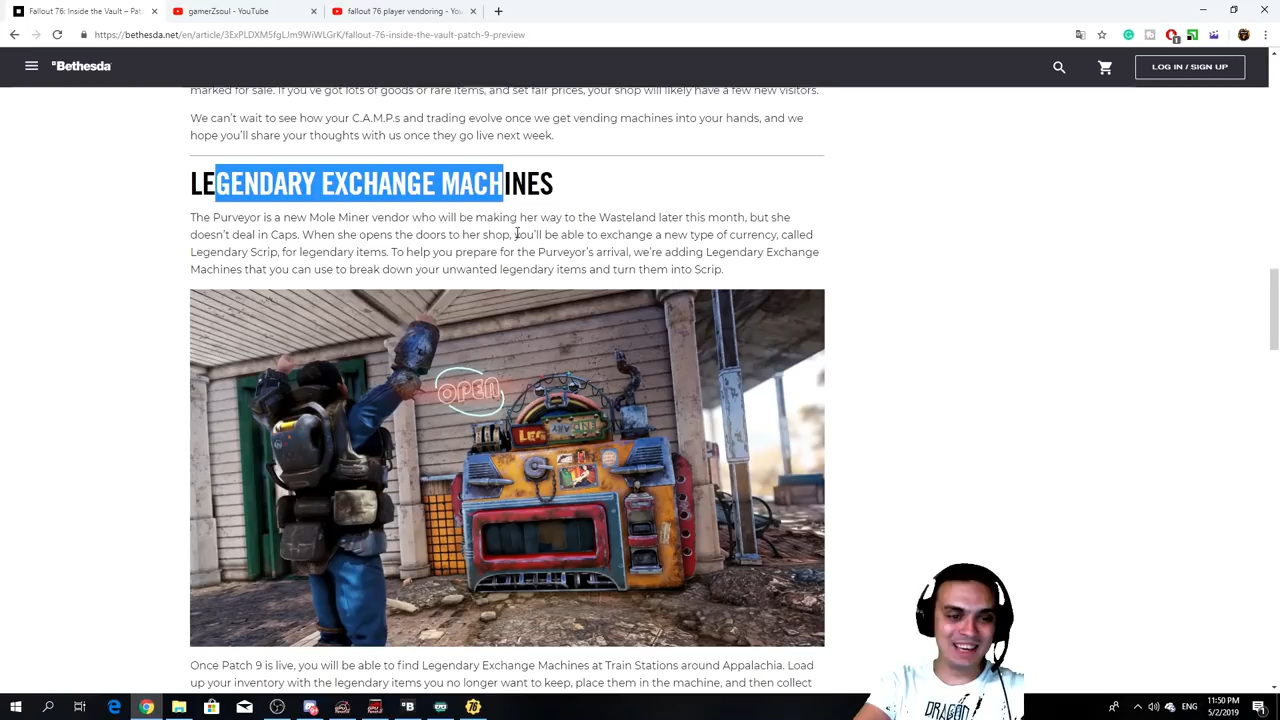 Fallout 76: Inside the Vault – Pat
gamerZsoul - YouTube
fallout 76 player vendoring - You
https://bethesda.net/en/article/3ExPLDXM5fgLJm9WiWLGrK/fallout-76-inside-the-vault-patch-9-preview
1
Bethesda
LOG IN / SIGN UP
marked for sale. If you've got lots of goods or rare items, and set fair prices, your shop will likely have a few new visitors.
We can't wait to see how your C.A.M.P.s and trading evolve once we get vending machines into your hands, and we
hope you'll share your thoughts with us once they go live next week.
LEGENDARY EXCHANGE MACHINES
The Purveyor is a new Mole Miner vendor who will be making her way to the Wasteland later this month, but she
doesn't deal in Caps. When she opens the doors to her shop, you'll be able to exchange a new type of currency, called
Legendary Scrip, for legendary items. To help you prepare for the Purveyor's arrival, we're adding Legendary Exchange
Machines that you can use to break down your unwanted legendary items and turn them into Scrip.
OPEN
LEG
END
Once Patch 9 is live, you will be able to find Legendary Exchange Machines at Train Stations around Appalachia. Load
up your inventory with the legendary items you no longer want to keep, place them in the machine, and then collect
DRAGON
ENG
11:50 PM
5/2/2019